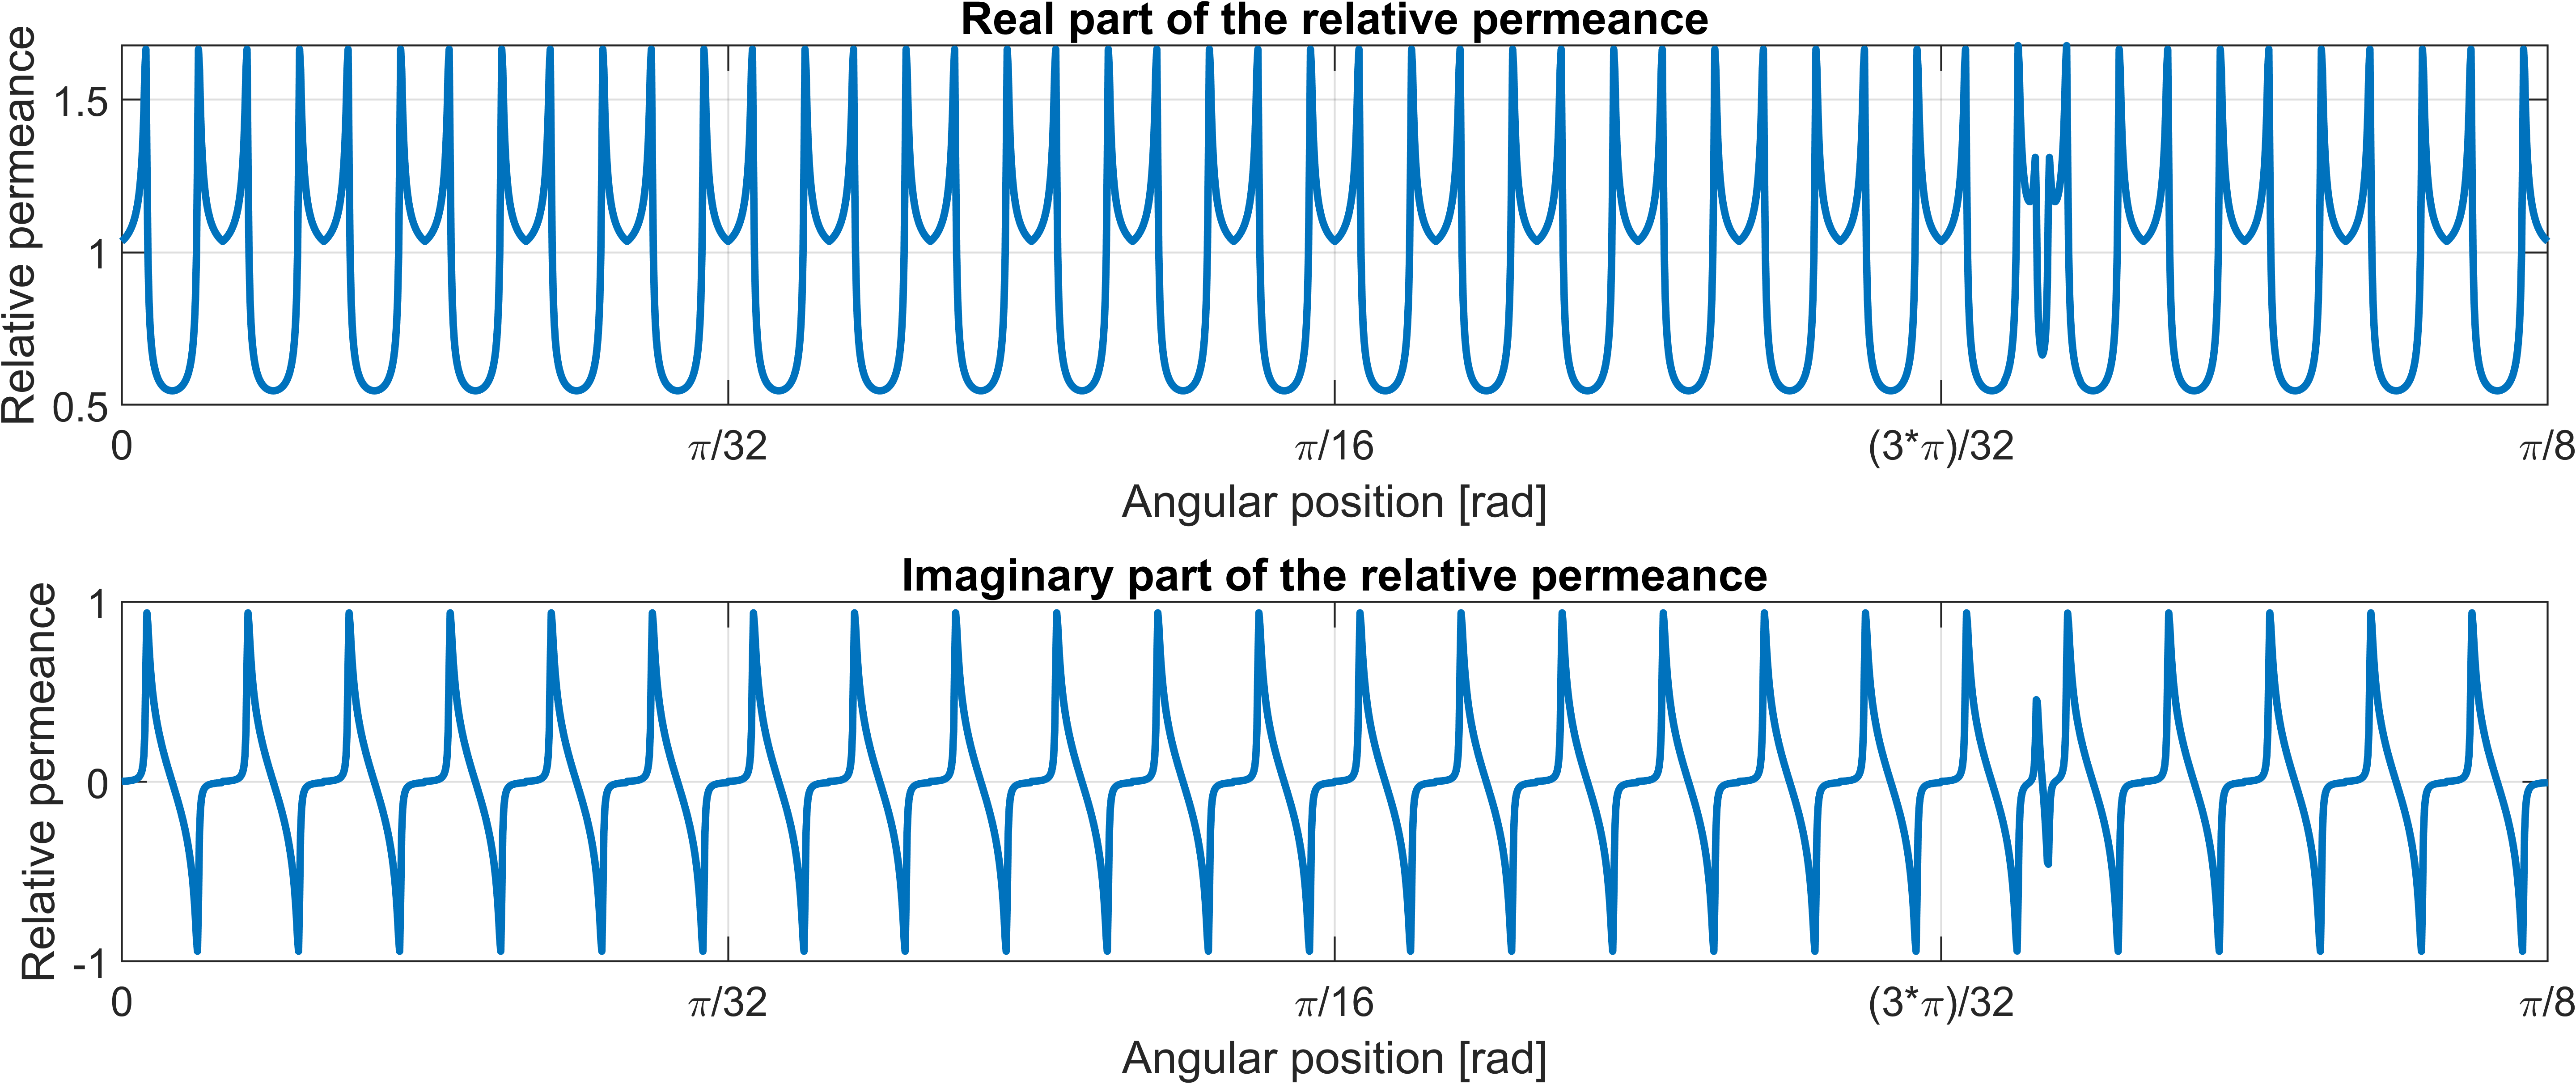 Real part of the relative permeance
Relative permeance
1.5
1
0.5
0 π/32 π/16 (3*π)/32 π/8
Angular position [rad]
Imaginary part of the relative permeance
Relative permeance
1
0
-1
0 π/32 π/16 (3*π)/32 π/8
Angular position [rad]